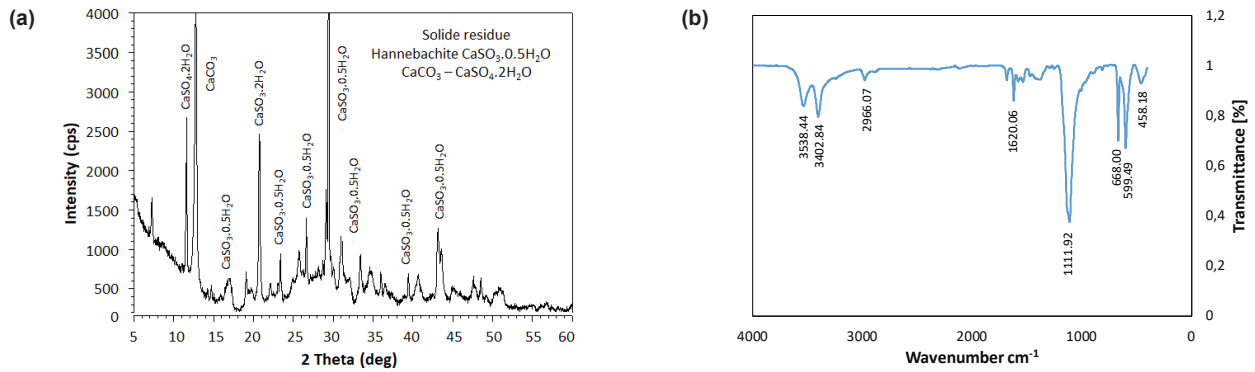 (a)
4000
3500
3000
2500
2000
1500
1000
500
0
Intensity (cps)
CaSO₄.2H₂O
CaCO₃
CaSO₃.0.5H₂O
CaSO₃.2H₂O
CaSO₃.0.5H₂O
CaSO₃.0.5H₂O
CaSO₃.0.5H₂O
CaSO₃.0.5H₂O
CaSO₃.0.5H₂O
CaSO₃.0.5H₂O
Solide residue
Hannebachite CaSO₃.0.5H₂O
CaCO₃ – CaSO₄.2H₂O
5 10 15 20 25 30 35 40 45 50 55 60
2 Theta (deg)
(b)
1,2
1
0,8
0,6
0,4
0,2
0
Transmittance [%]
3538.44
3402.84
2966.07
1620.06
1111.92
668.00
599.49
458.18
4000 3000 2000 1000 0
Wavenumber cm⁻¹